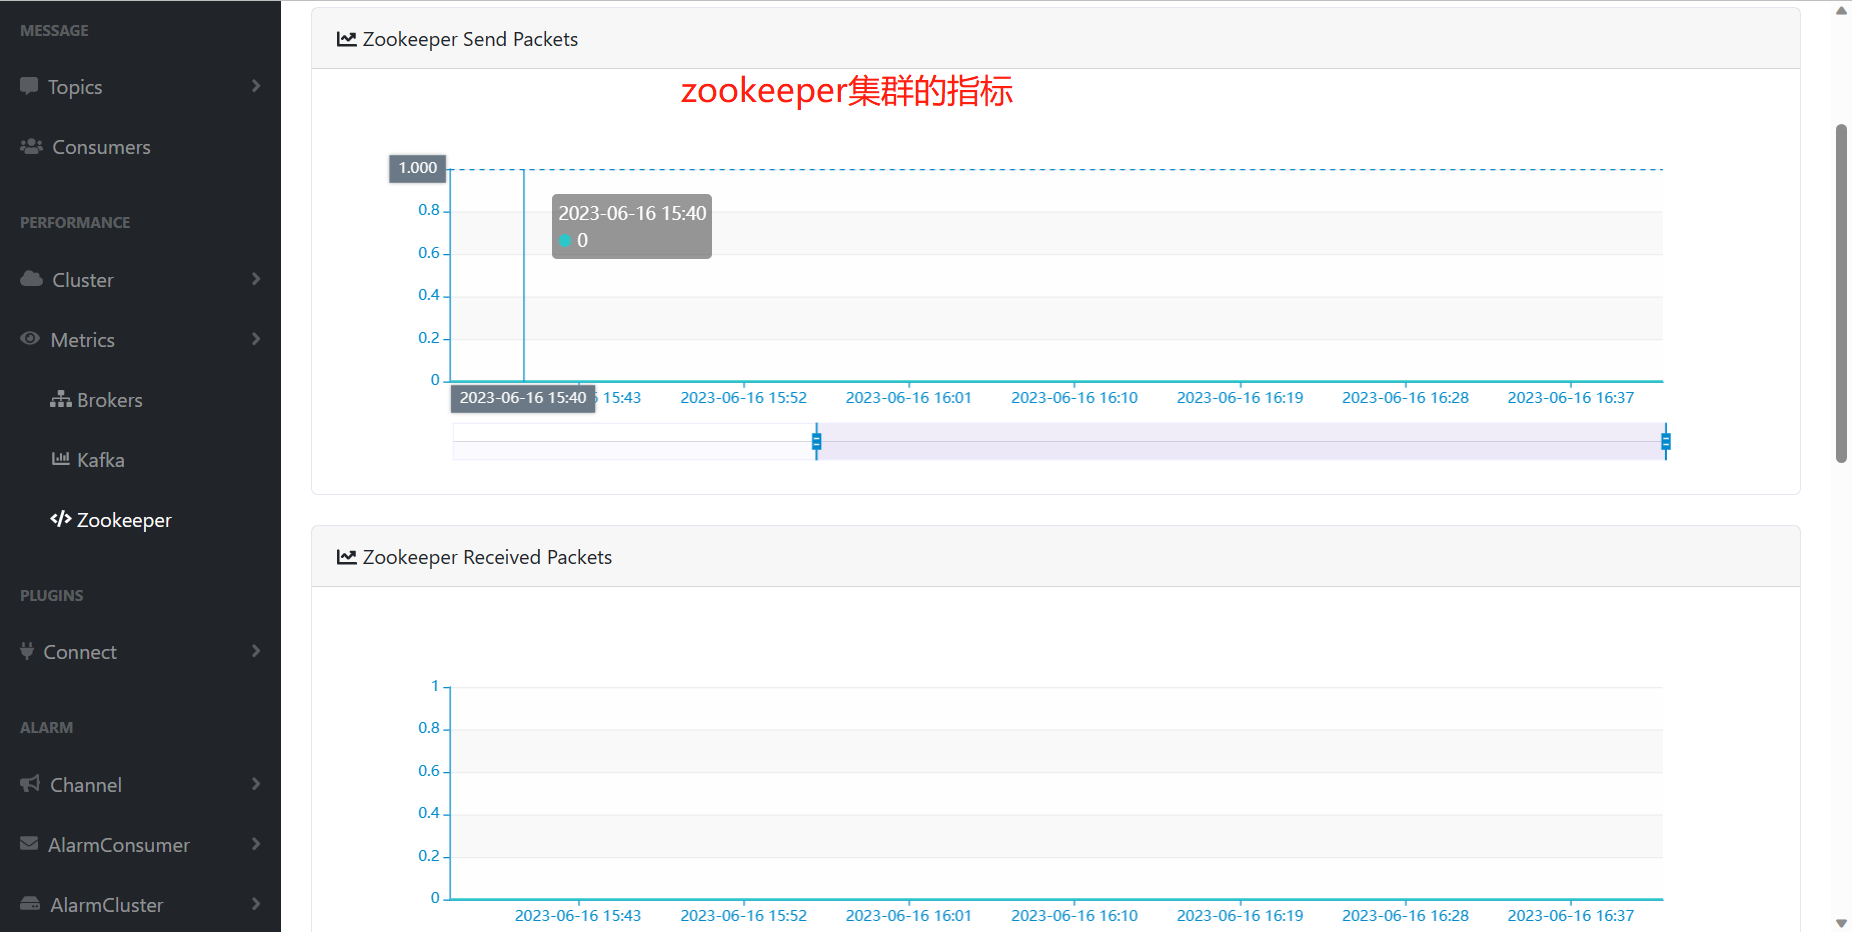 MESSAGE
Topics
Consumers
PERFORMANCE
Cluster
Metrics
Brokers
Kafka
Zookeeper
PLUGINS
Connect
ALARM
Channel
AlarmConsumer
AlarmCluster
Zookeeper Send Packets
zookeeper集群的指标
1.000
0.8
0.6
0.4
0.2
0
2023-06-16 15:40
0
2023-06-16 15:40
15:43
2023-06-16 15:52
2023-06-16 16:01
2023-06-16 16:10
2023-06-16 16:19
2023-06-16 16:28
2023-06-16 16:37
Zookeeper Received Packets
1
0.8
0.6
0.4
0.2
0
2023-06-16 15:43
2023-06-16 15:52
2023-06-16 16:01
2023-06-16 16:10
2023-06-16 16:19
2023-06-16 16:28
2023-06-16 16:37